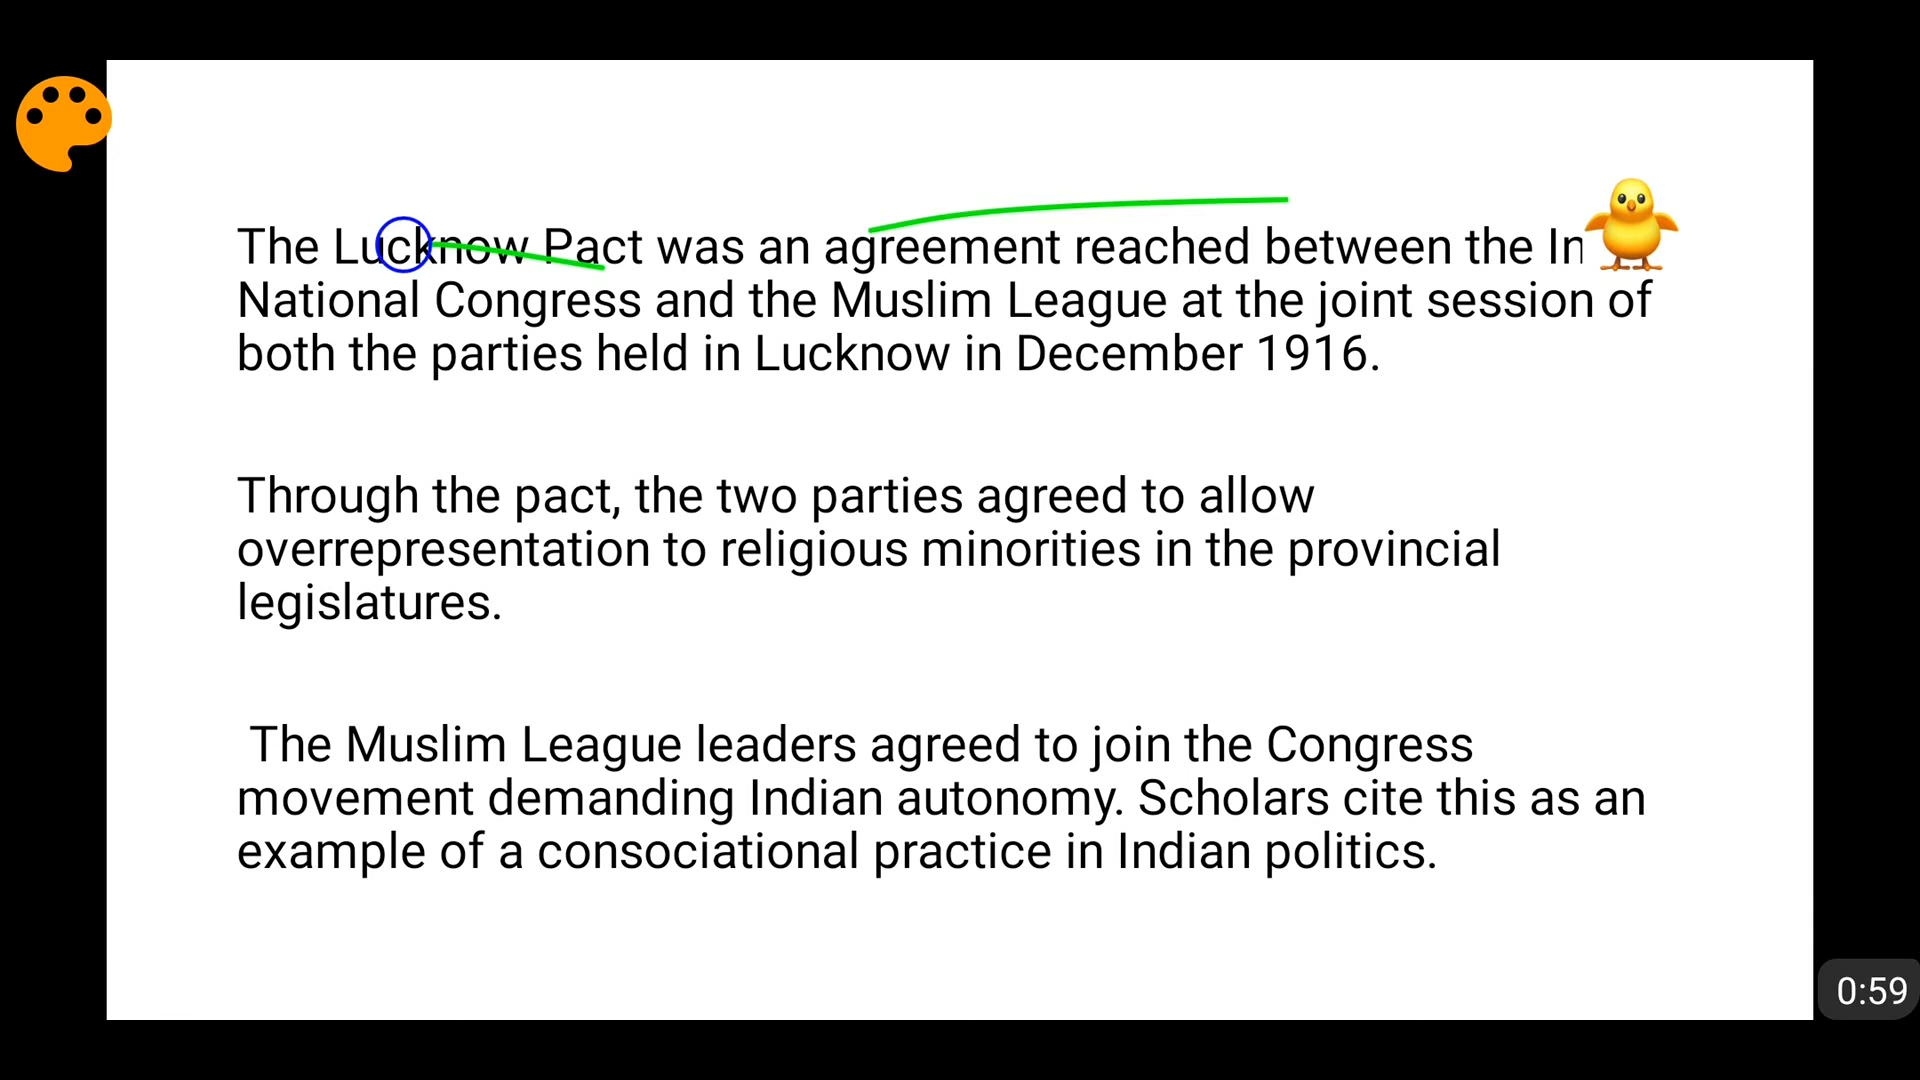 The Lucknow Pact was an agreement reached between the In
National Congress and the Muslim League at the joint session of
both the parties held in Lucknow in December 1916.
Through the pact, the two parties agreed to allow
overrepresentation to religious minorities in the provincial
legislatures.
The Muslim League leaders agreed to join the Congress
movement demanding Indian autonomy. Scholars cite this as an
example of a consociational practice in Indian politics.
0:59